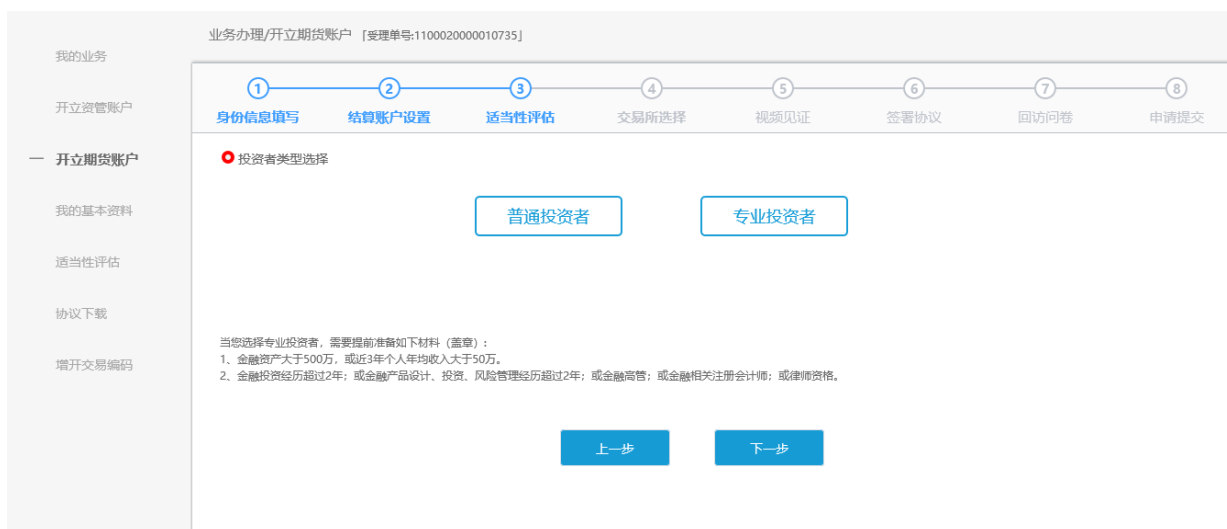 业务办理/开立期货账户 「受理单号:1100020000010735」
我的业务
开立资管账户
一 开立期货账户
我的基本资料
适当性评估
协议下载
增开交易编码
1 2 3 4 5 6 7 8
身份信息填写 结算账户设置 适当性评估 交易所选择 视频见证 签署协议 回访问卷 申请提交
投资者类型选择
普通投资者 专业投资者
当您选择专业投资者，需要提前准备如下材料（盖章）：
1、金融资产大于500万，或近3年个人年均收入大于50万。
2、金融投资经历超过2年；或金融产品设计、投资、风险管理经历超过2年；或金融高管；或金融相关注册会计师；或律师资格。
上一步 下一步